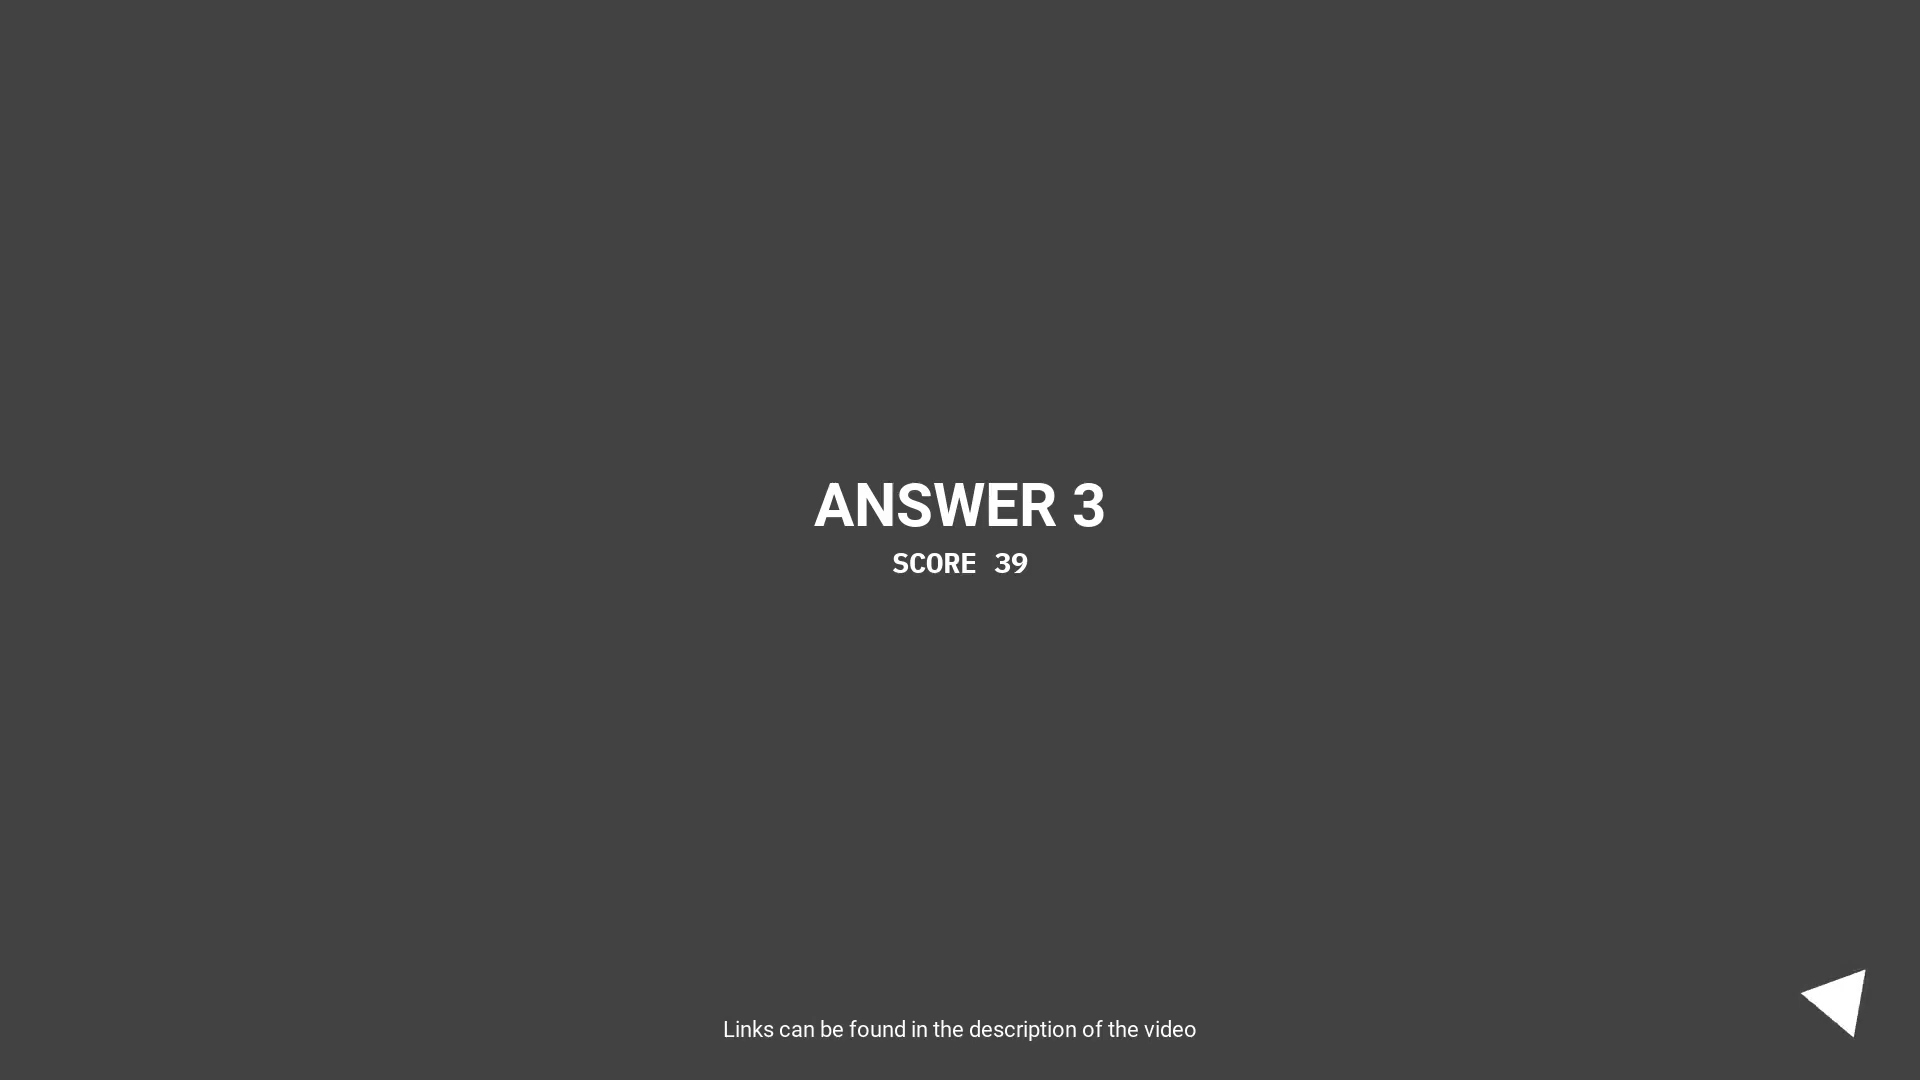 ANSWER 3
SCORE 39
Links can be found in the description of the video